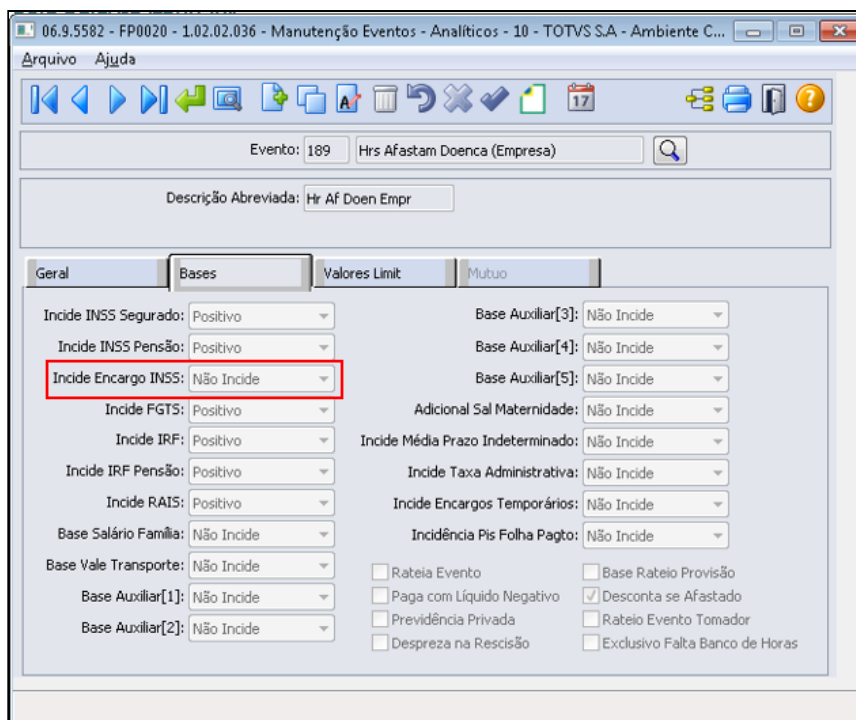 06.9.5582 - FP0020 - 1.02.02.036 - Manutenção Eventos - Analíticos - 10 - TOTVS S.A - Ambiente C...
Arquivo Ajuda
17
Evento: 189 Hrs Afastam Doenca (Empresa)
Descrição Abreviada: Hr Af Doen Empr
Geral Bases Valores Limit Mutuo
Incide INSS Segurado: Positivo Base Auxiliar[3]: Não Incide
Incide INSS Pensão: Positivo Base Auxiliar[4]: Não Incide
Incide Encargo INSS: Não Incide Base Auxiliar[5]: Não Incide
Incide FGTS: Positivo Adicional Sal Maternidade: Não Incide
Incide IRF: Positivo Incide Média Prazo Indeterminado: Não Incide
Incide IRF Pensão: Positivo Incide Taxa Administrativa: Não Incide
Incide RAIS: Positivo Incide Encargos Temporários: Não Incide
Base Salário Família: Não Incide Incidência Pis Folha Pagto: Não Incide
Base Vale Transporte: Não Incide Rateia Evento Base Rateio Provisão
Base Auxiliar[1]: Não Incide Paga com Líquido Negativo Desconta se Afastado
Base Auxiliar[2]: Não Incide Previdência Privada Rateio Evento Tomador
Despreza na Rescisão Exclusivo Falta Banco de Horas